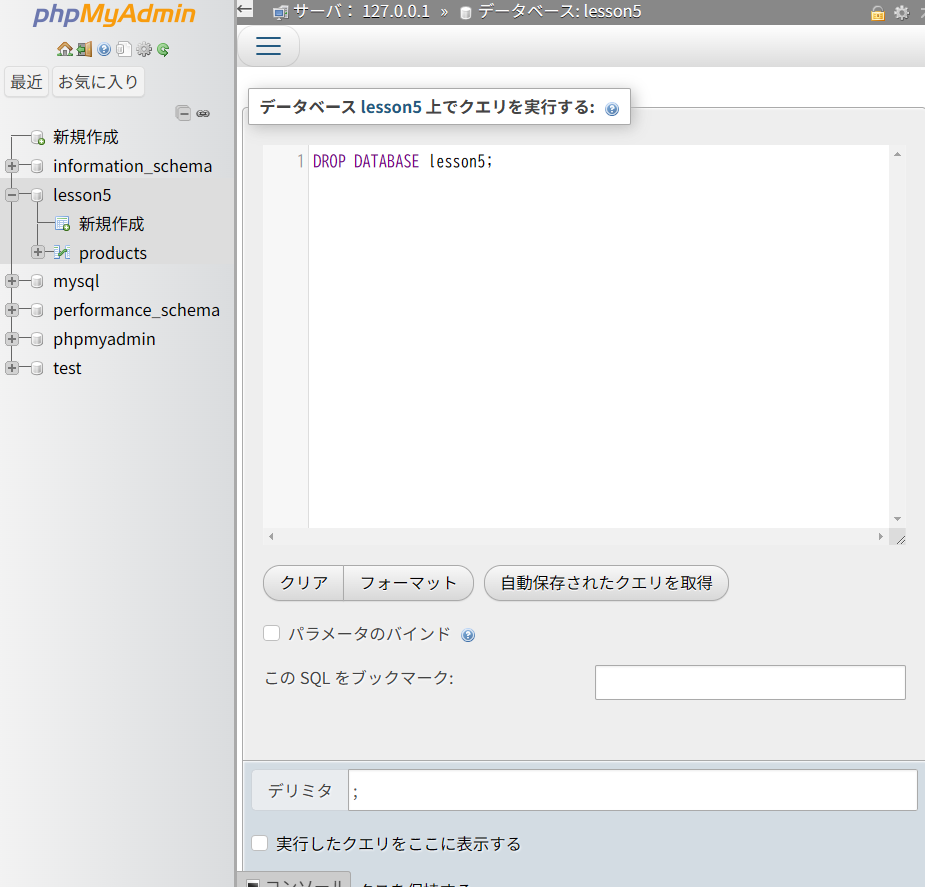 phpMyAdmin
最近 お気に入り
新規作成
information_schema
lesson5
新規作成
products
mysql
performance_schema
phpmyadmin
test
サーバ： 127.0.0.1 » データベース: lesson5
データベース lesson5 上でクエリを実行する:
1 DROP DATABASE lesson5;
クリア フォーマット 自動保存されたクエリを取得
パラメータのバインド
この SQL をブックマーク:
デリミタ ;
実行したクエリをここに表示する
コンソール